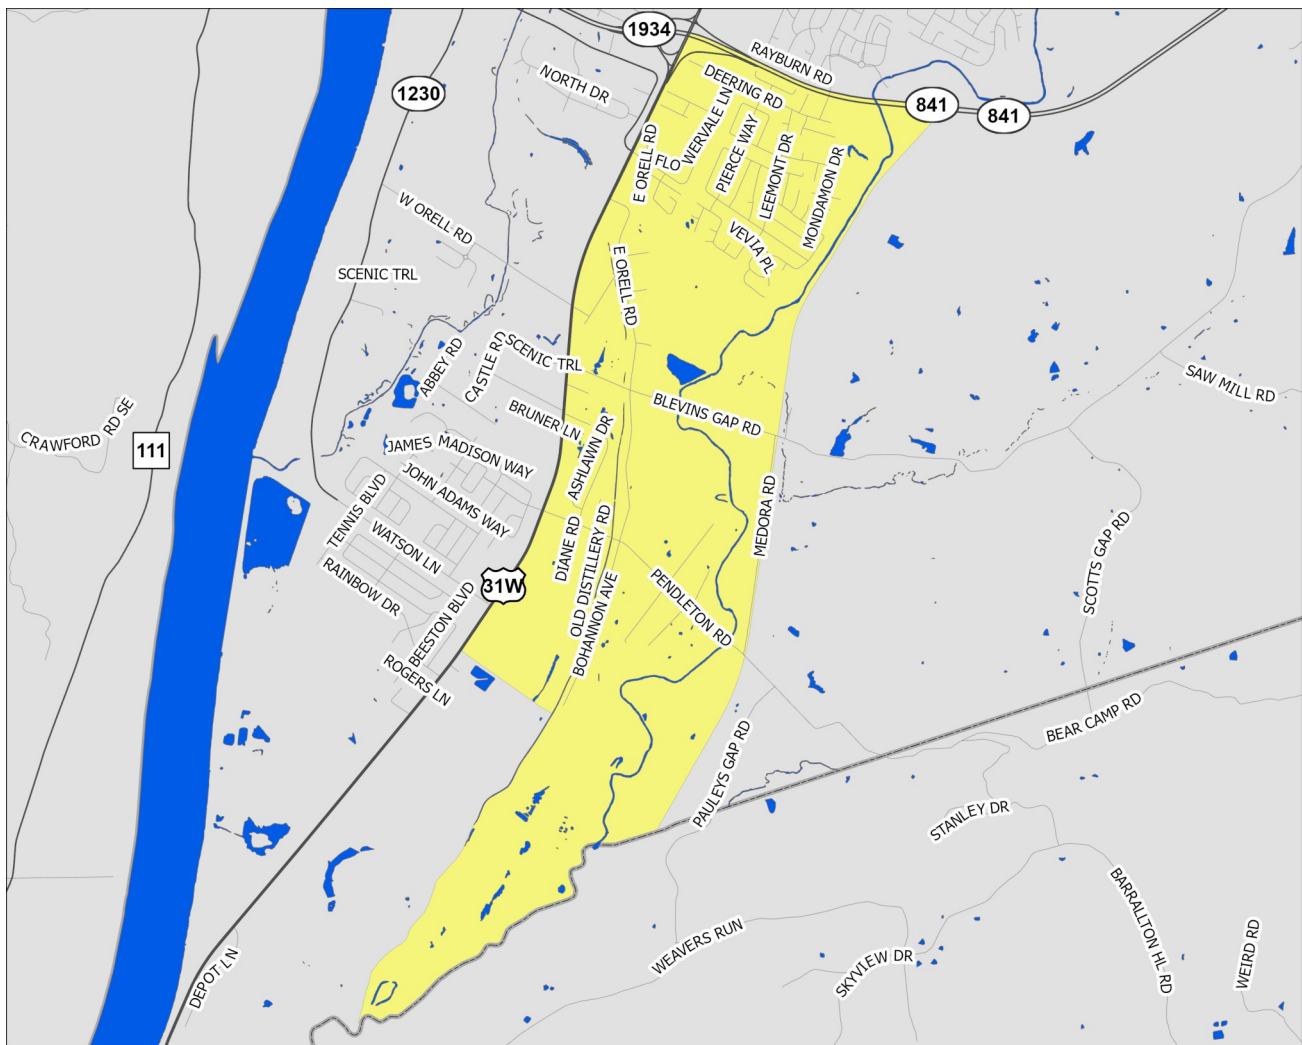 1934
RAYBURN RD
1230
NORTH DR
DEERING RD
841
841
WERVALE LN
E ORELL RD
FLO
PIERCE WAY
LEEMONT DR
MONDAMON DR
W ORELL RD
VEVIA PL
SCENIC TRL
E ORELL RD
ABBEY RD
CASTLE RD
SCENIC TRL
SAW MILL RD
BLEVINS GAP RD
CRAWFORD RD SE
111
BRUNER LN
JAMES MADISON WAY
ASHLAWN DR
JOHN ADAMS WAY
TENNIS BLVD
MEDORA RD
WATSON LN
DIANE RD
OLD DISTILLERY RD
SCOTTS GAP RD
RAINBOW DR
31W
BEESTON BLVD
BOHANNON AVE
PENDLETON RD
ROGERS LN
BEAR CAMP RD
PAULEYS GAP RD
STANLEY DR
BARRALLTON HL RD
WEAVERS RUN
SKYVIEW DR
WEIRD RD
DEPOT LN